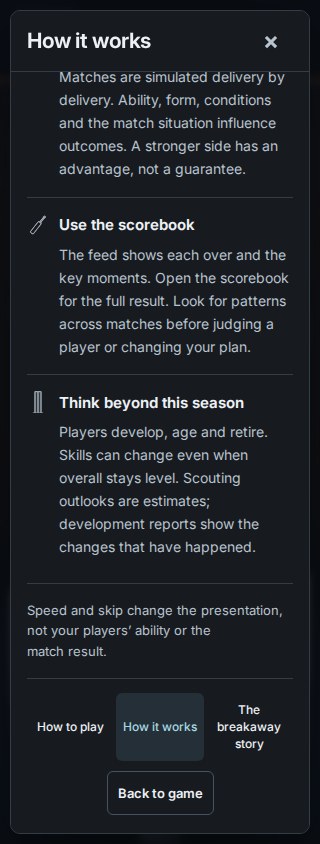 How it works
Matches are simulated delivery by
delivery. Ability, form, conditions
and the match situation influence
outcomes. A stronger side has an
advantage, not a guarantee.
Use the scorebook
The feed shows each over and the
key moments. Open the scorebook
for the full result. Look for patterns
across matches before judging a
player or changing your plan.
Think beyond this season
Players develop, age and retire.
Skills can change even when
overall stays level. Scouting
outlooks are estimates;
development reports show the
changes that have happened.
Speed and skip change the presentation,
not your players’ ability or the
match result.
How to play
How it works
The
breakaway
story
Back to game